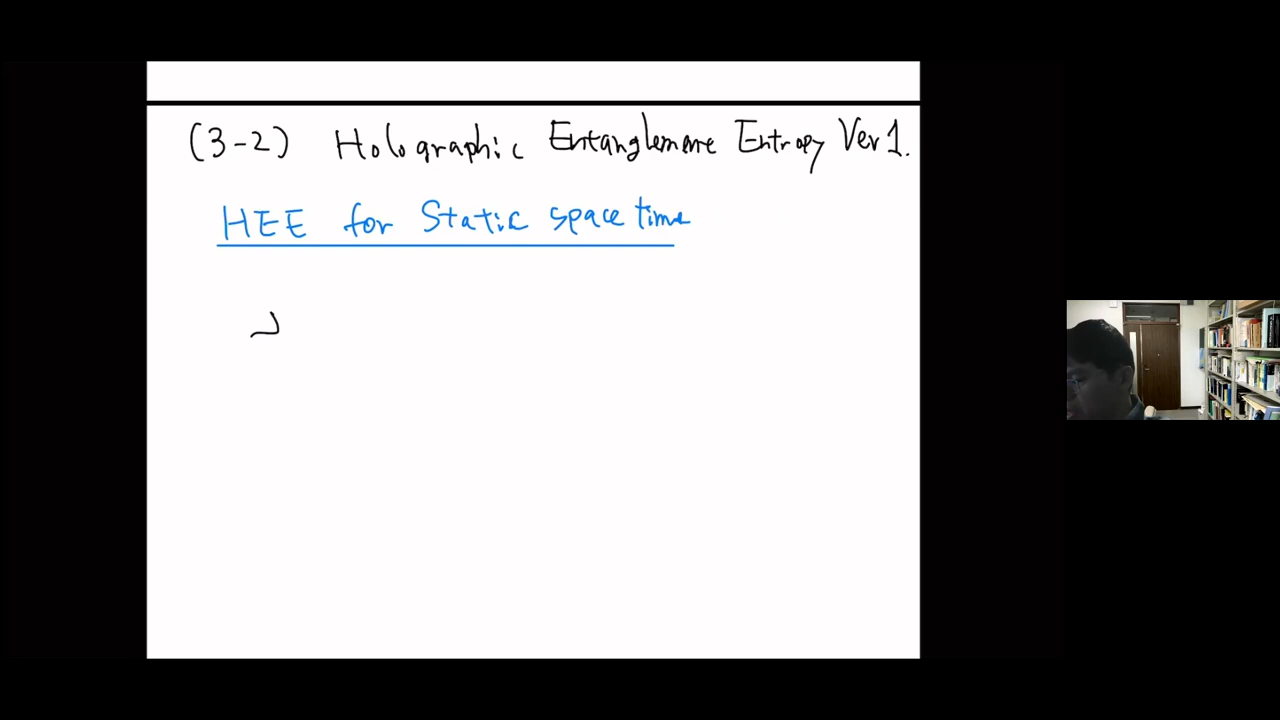 (3-2) Holographic Entanglement Entropy Ver 1.
HEE for Static space time